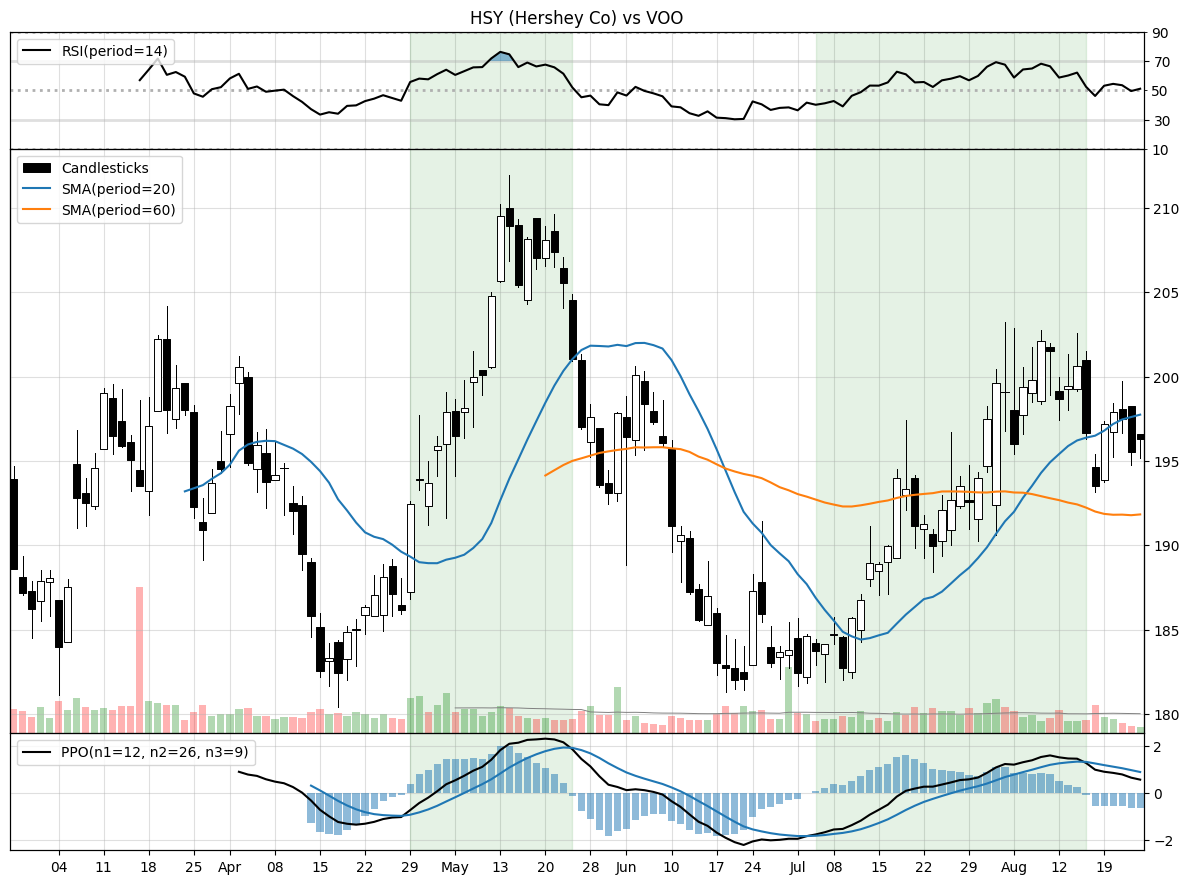 HSY (Hershey Co) vs VOO
RSI(period=14)
90
70
50
30
10
Candlesticks
SMA(period=20)
SMA(period=60)
210
205
200
195
190
185
180
PPO(n1=12, n2=26, n3=9)
2
0
−2
04 11 18 25 Apr 08 15 22 29 May 13 20 28 Jun 10 17 24 Jul 08 15 22 29 Aug 12 19